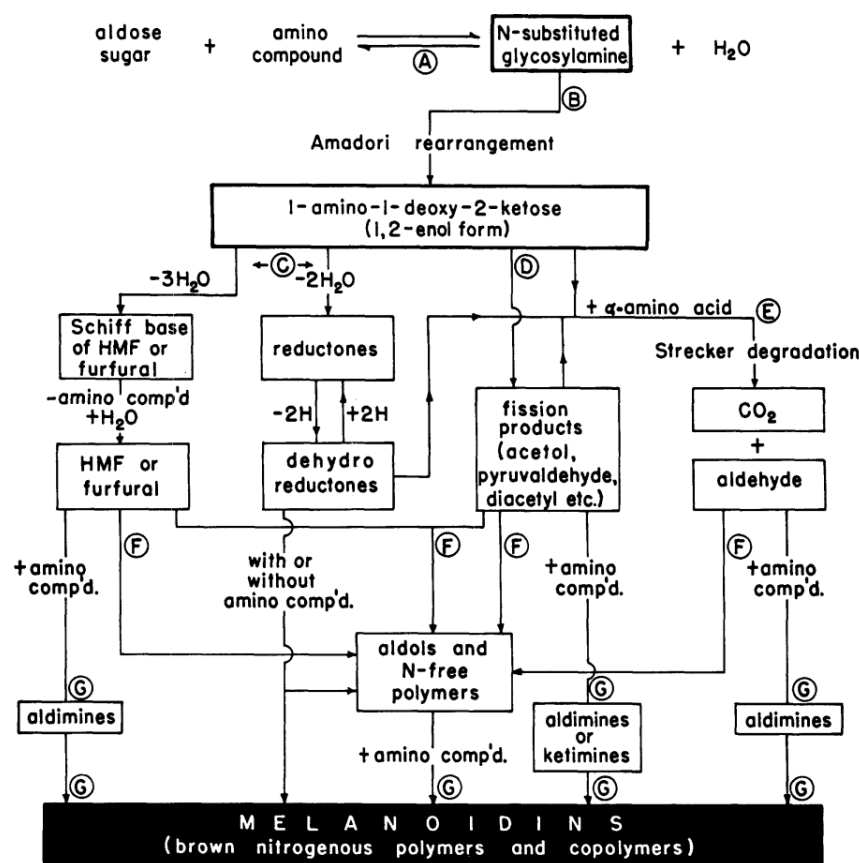 aldose sugar + amino compound N-substituted glycosylamine + H₂O
A
B
Amadori rearrangement
1-amino-1-deoxy-2-ketose
(1,2-enol form)
C
D
-3H₂O
-2H₂O
+ α-amino acid
E
Strecker degradation
Schiff base
of HMF or
furfural
reductones
-amino comp'd
+H₂O
-2H
+2H
fission
products
(acetol,
pyruvaldehyde,
diacetyl etc.)
CO₂
+
aldehyde
HMF or
furfural
dehydro
reductones
F
F
F
F
+amino
comp'd.
with or
without
amino comp'd.
+amino
comp'd.
+amino
comp'd.
aldols and
N-free
polymers
G
G
G
aldimines
aldimines
or
ketimines
aldimines
+amino comp'd.
G
G
G
G
MELANOIDINS
(brown nitrogenous polymers and copolymers)